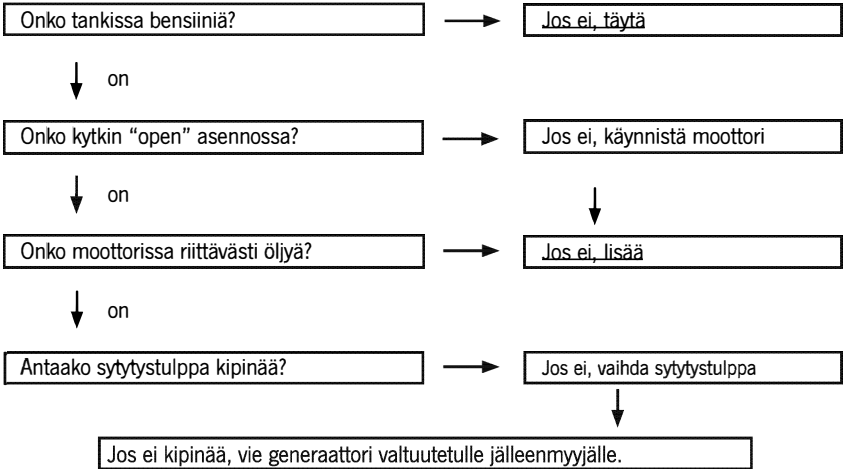 Onko tankissa bensiiniä?
Jos ei, täytä
on
Onko kytkin “open” asennossa?
Jos ei, käynnistä moottori
on
Onko moottorissa riittävästi öljyä?
Jos ei, lisää
on
Antaako sytytystulppa kipinää?
Jos ei, vaihda sytytystulppa
Jos ei kipinää, vie generaattori valtuutetulle jälleenmyyjälle.